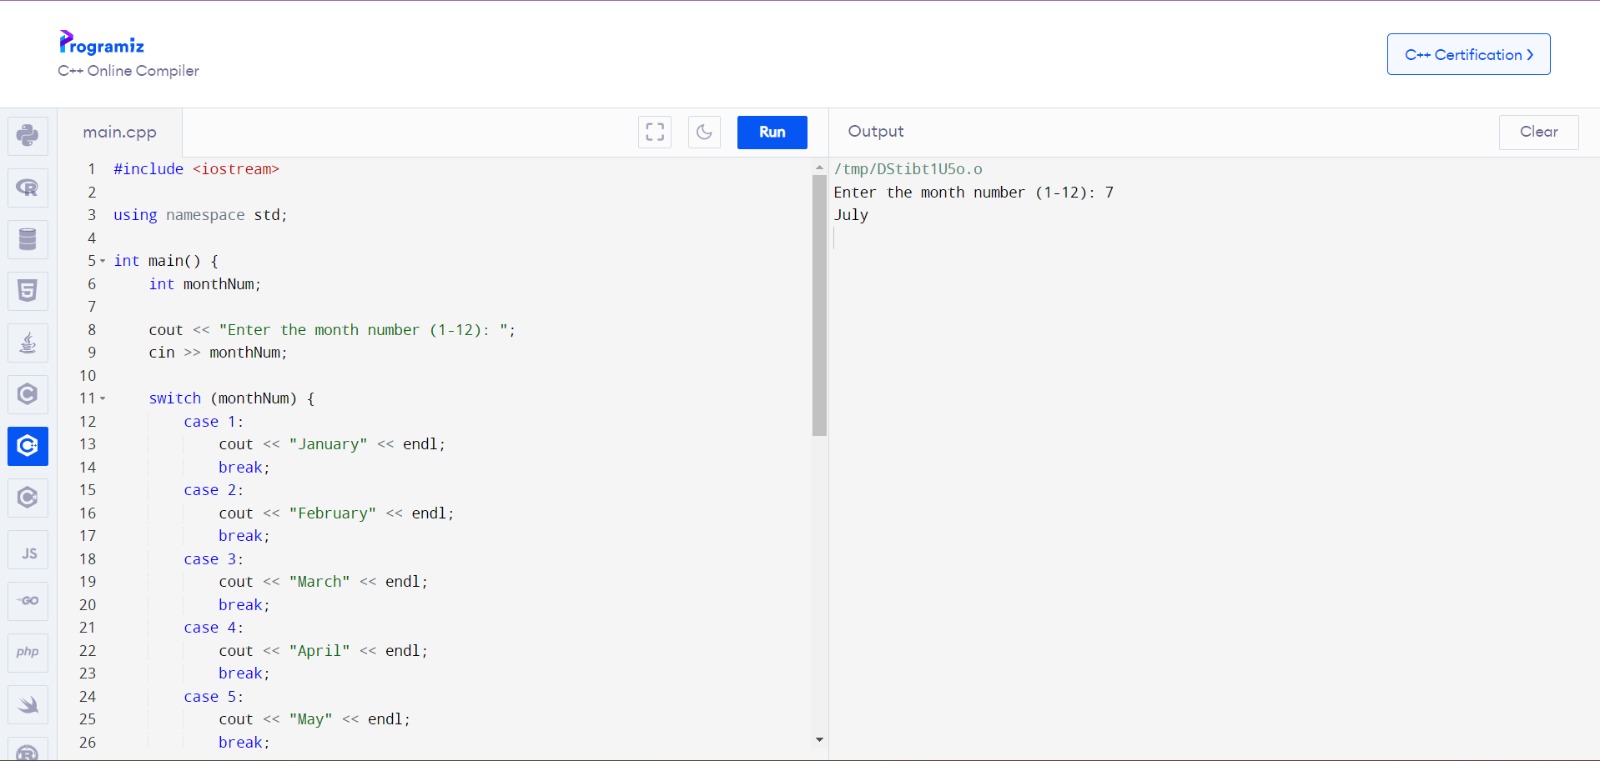 Programiz
C++ Online Compiler
C++ Certification >
main.cpp
Run
Output
Clear
1 #include <iostream>
2
3 using namespace std;
4
5 int main() {
6     int monthNum;
7
8     cout << "Enter the month number (1-12): ";
9     cin >> monthNum;
10
11     switch (monthNum) {
12         case 1:
13             cout << "January" << endl;
14             break;
15         case 2:
16             cout << "February" << endl;
17             break;
18         case 3:
19             cout << "March" << endl;
20             break;
21         case 4:
22             cout << "April" << endl;
23             break;
24         case 5:
25             cout << "May" << endl;
26             break;
/tmp/DStibt1U5o.o
Enter the month number (1-12): 7
July
R
5
C
C
C
JS
GO
php
R